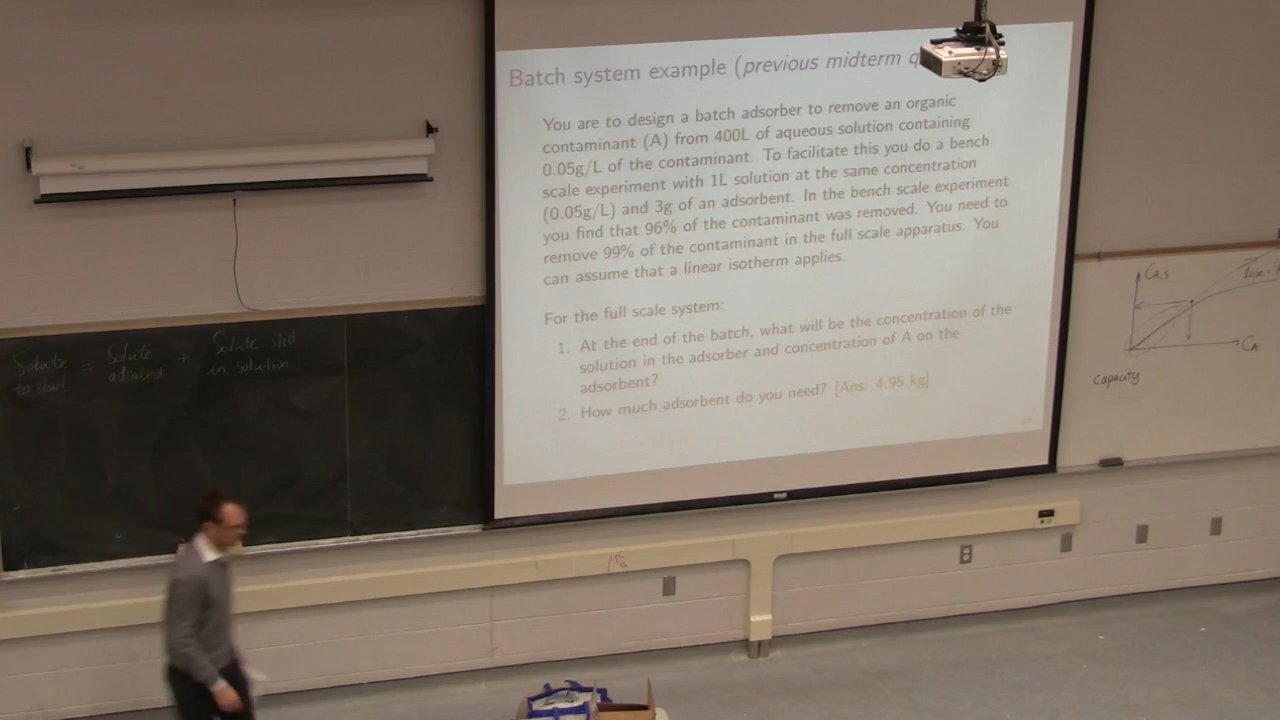 Batch system example (previous midterm q
You are to design a batch adsorber to remove an organic
contaminant (A) from 400L of aqueous solution containing
0.05g/L of the contaminant. To facilitate this you do a bench
scale experiment with 1L solution at the same concentration
(0.05g/L) and 3g of an adsorbent. In the bench scale experiment
you find that 96% of the contaminant was removed. You need to
remove 99% of the contaminant in the full scale apparatus. You
can assume that a linear isotherm applies.
For the full scale system:
1. At the end of the batch, what will be the concentration of the
solution in the adsorber and concentration of A on the
adsorbent?
2. How much adsorbent do you need? [Ans: 4.95 kg]
Solute = Solute + Solute still
to start adsorbed in solution
CA,S
CA
capacity